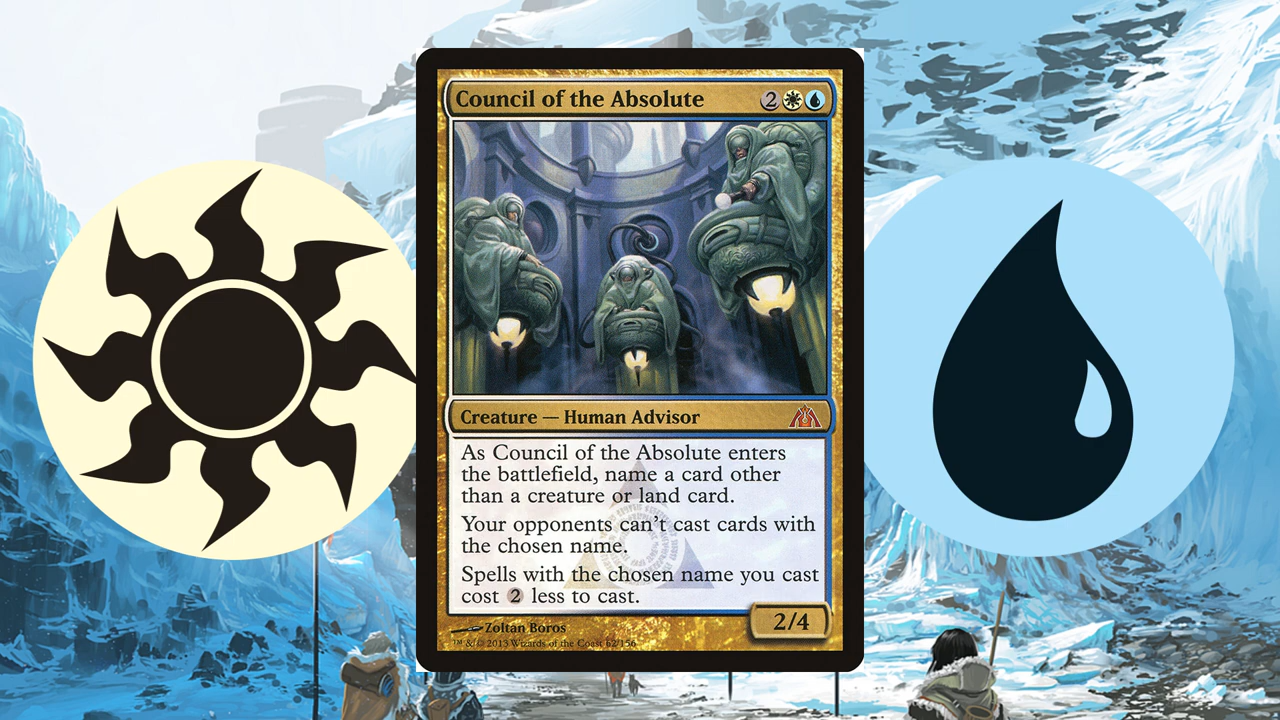 Council of the Absolute 2
Creature — Human Advisor
As Council of the Absolute enters
the battlefield, name a card other
than a creature or land card.
Your opponents can't cast cards with
the chosen name.
Spells with the chosen name you cast
cost 2 less to cast.
2/4
Zoltan Boros
™ & © 2013 Wizards of the Coast 62/156